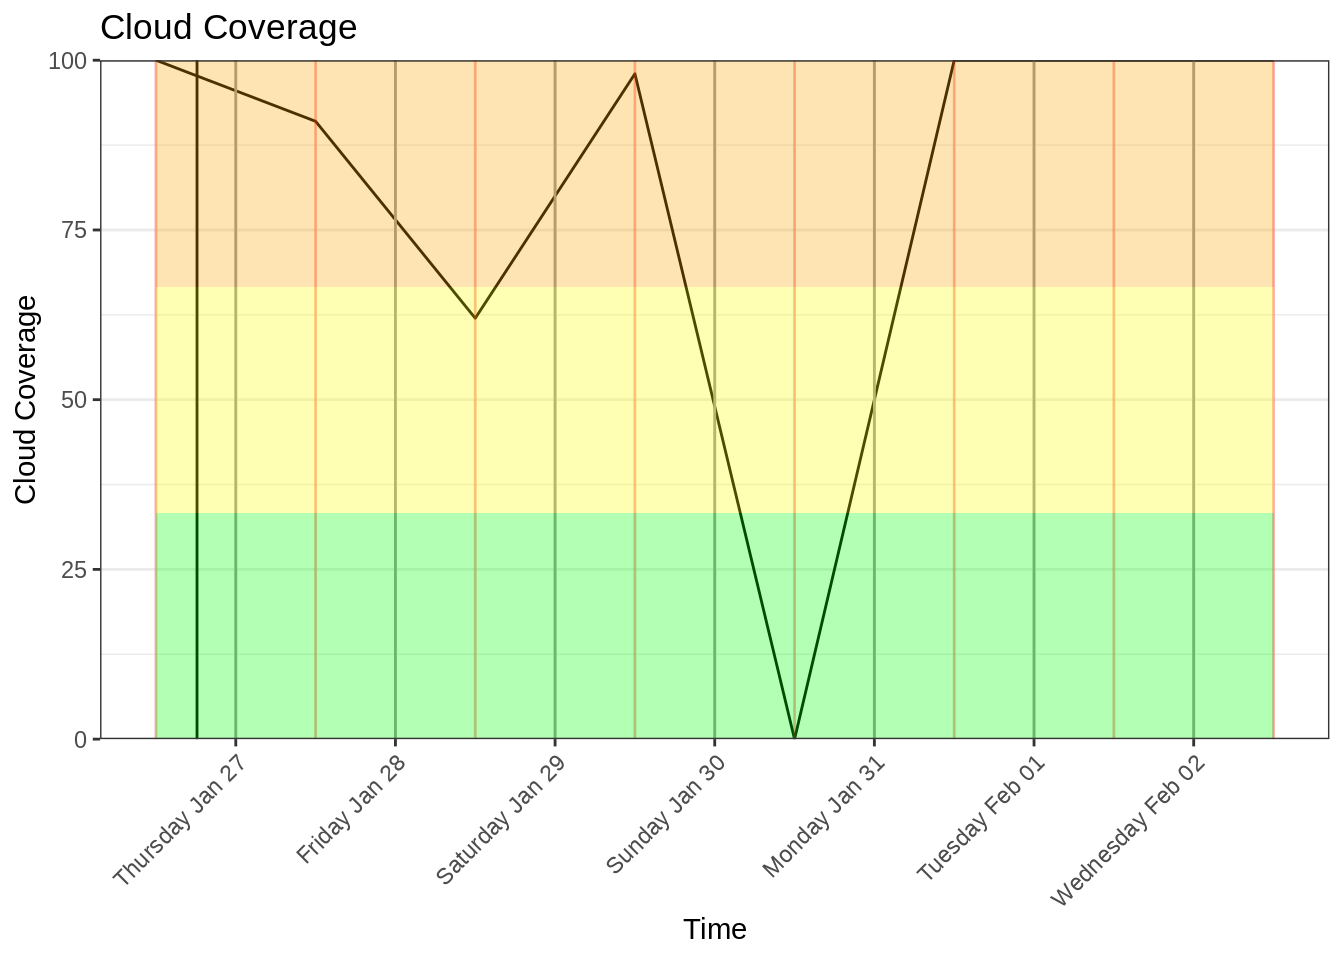 Cloud Coverage
100
75
50
25
0
Cloud Coverage
Thursday Jan 27
Friday Jan 28
Saturday Jan 29
Sunday Jan 30
Monday Jan 31
Tuesday Feb 01
Wednesday Feb 02
Time